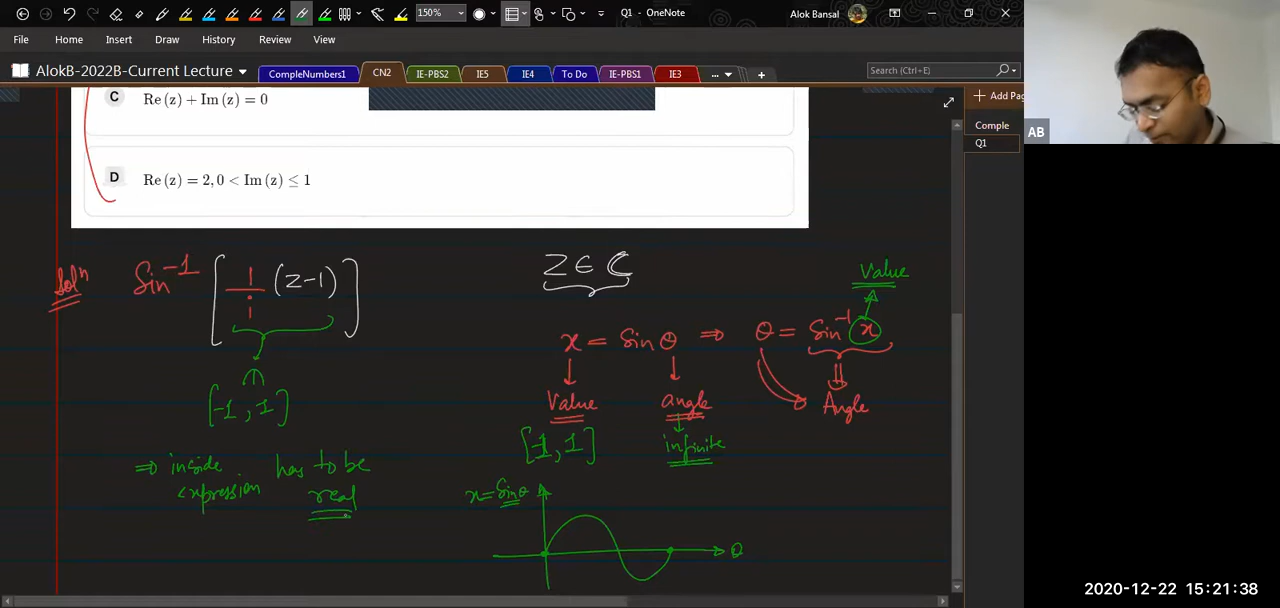 150%
Q1 - OneNote
Alok Bansal
File Home Insert Draw History Review View
AlokB-2022B-Current Lecture
CompleNumbers1 CN2 IE-PBS2 IE5 IE4 To Do IE-PBS1 IE3 ... +
Search (Ctrl+E)
+ Add Pag
Comple
Q1
AB
C Re (z) + Im (z) = 0
D Re (z) = 2, 0 < Im (z) ≤ 1
Solⁿ Sin⁻¹ [ 1/i (z-1) ]
[-1, 1]
⇒ inside has to be
expression real
Z ∈ ℂ
x = Sin θ ⇒ θ = Sin⁻¹ x
Value
Value angle Angle
[-1, 1] infinite
x = Sin θ
θ
2020-12-22 15:21:38